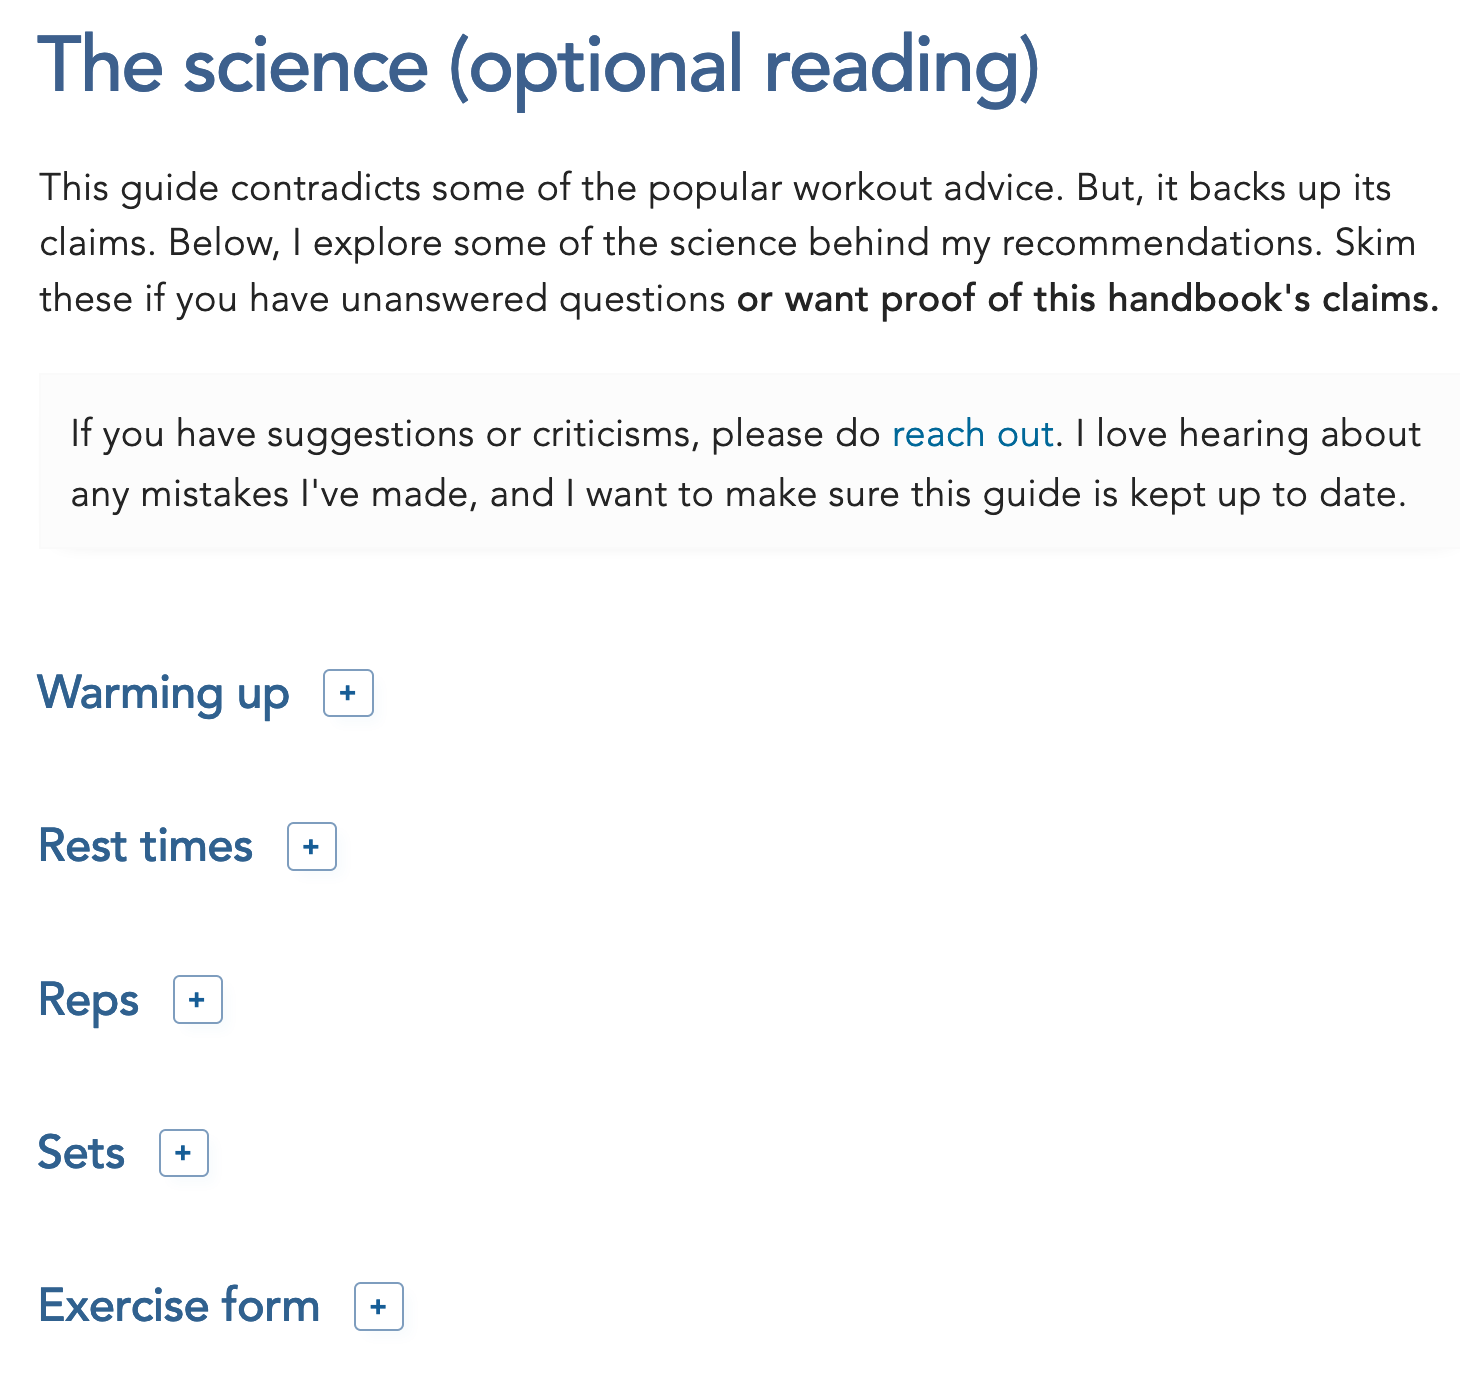 The science (optional reading)
This guide contradicts some of the popular workout advice. But, it backs up its
claims. Below, I explore some of the science behind my recommendations. Skim
these if you have unanswered questions or want proof of this handbook's claims.
If you have suggestions or criticisms, please do reach out. I love hearing about
any mistakes I've made, and I want to make sure this guide is kept up to date.
Warming up +
Rest times +
Reps +
Sets +
Exercise form +